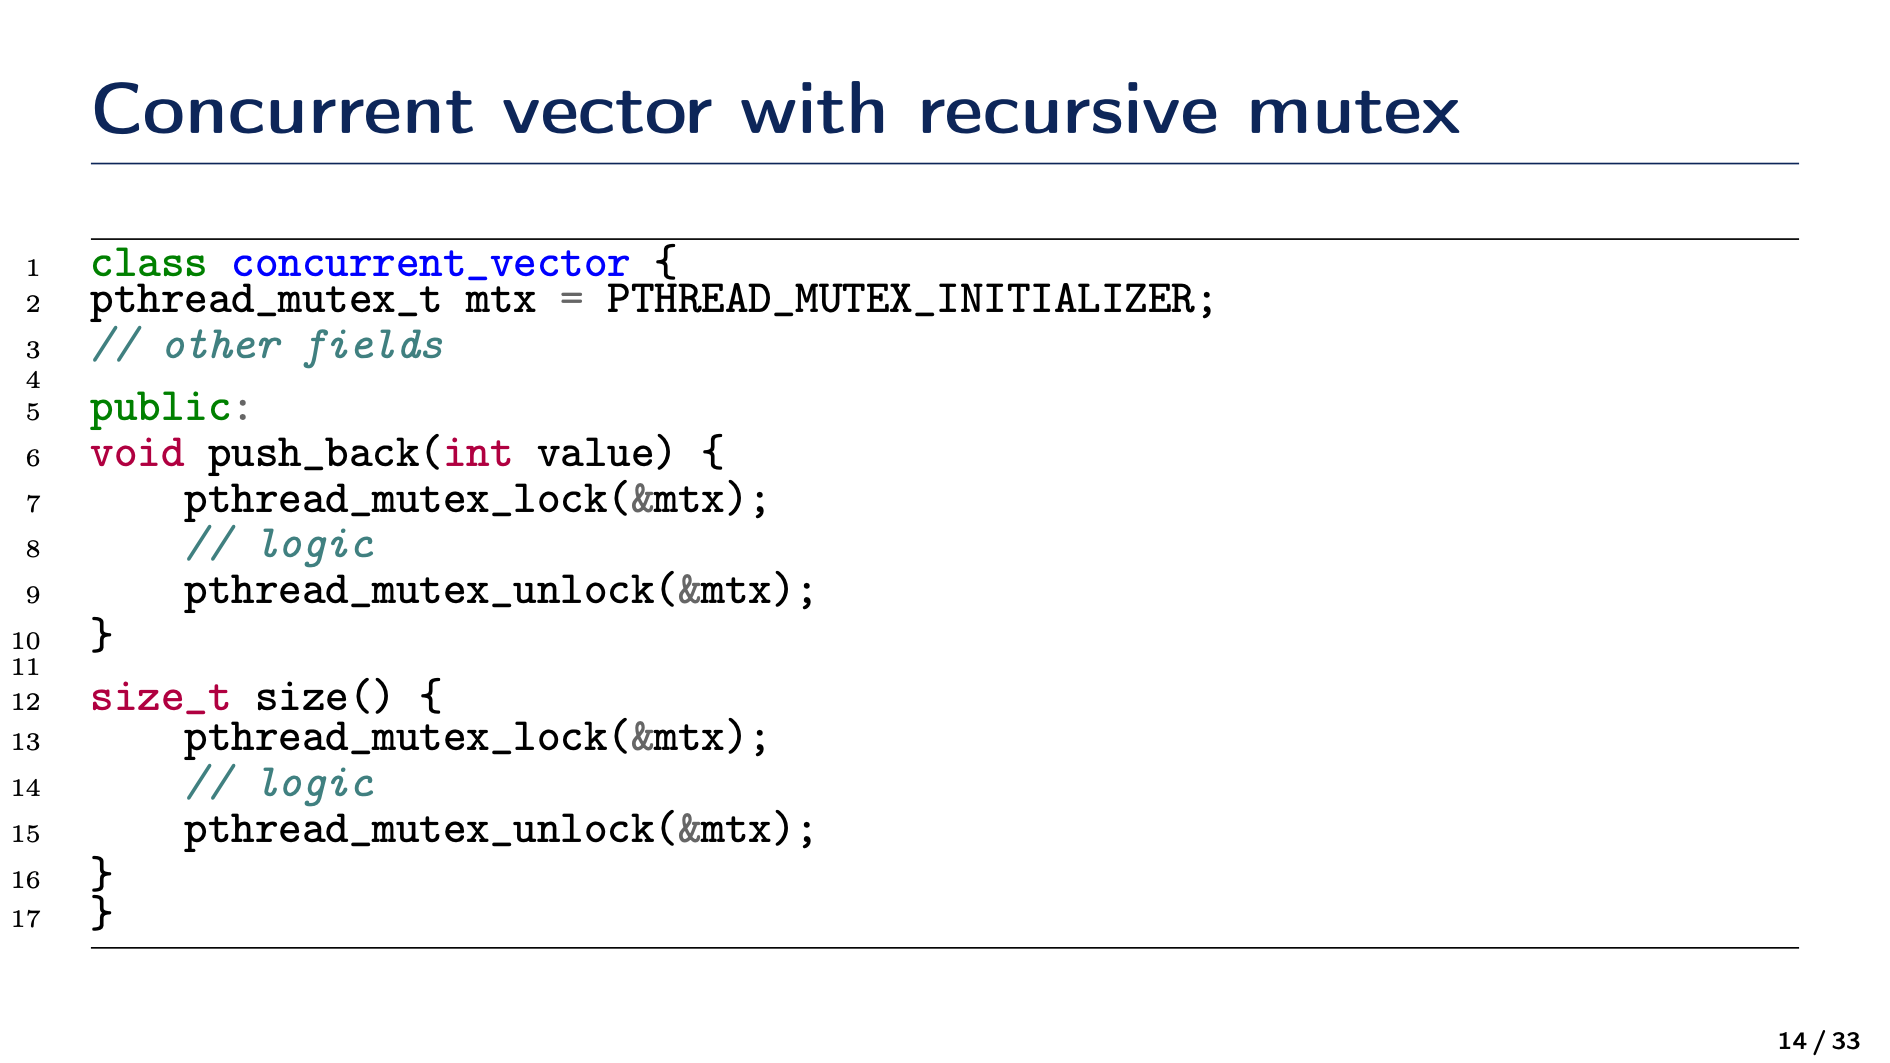 Concurrent vector with recursive mutex
1 class concurrent_vector {
2 pthread_mutex_t mtx = PTHREAD_MUTEX_INITIALIZER;
3 // other fields
4
5 public:
6 void push_back(int value) {
7     pthread_mutex_lock(&mtx);
8     // logic
9     pthread_mutex_unlock(&mtx);
10 }
11
12 size_t size() {
13     pthread_mutex_lock(&mtx);
14     // logic
15     pthread_mutex_unlock(&mtx);
16 }
17 }
14 / 33